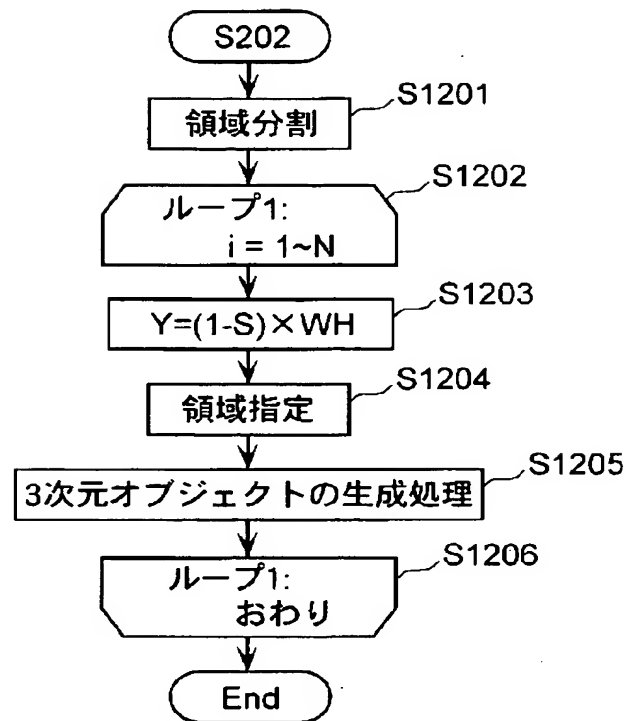 S202
S1201
領域分割
S1202
ループ1:
i = 1~N
S1203
Y=(1-S)×WH
S1204
領域指定
S1205
3次元オブジェクトの生成処理
S1206
ループ1:
おわり
End